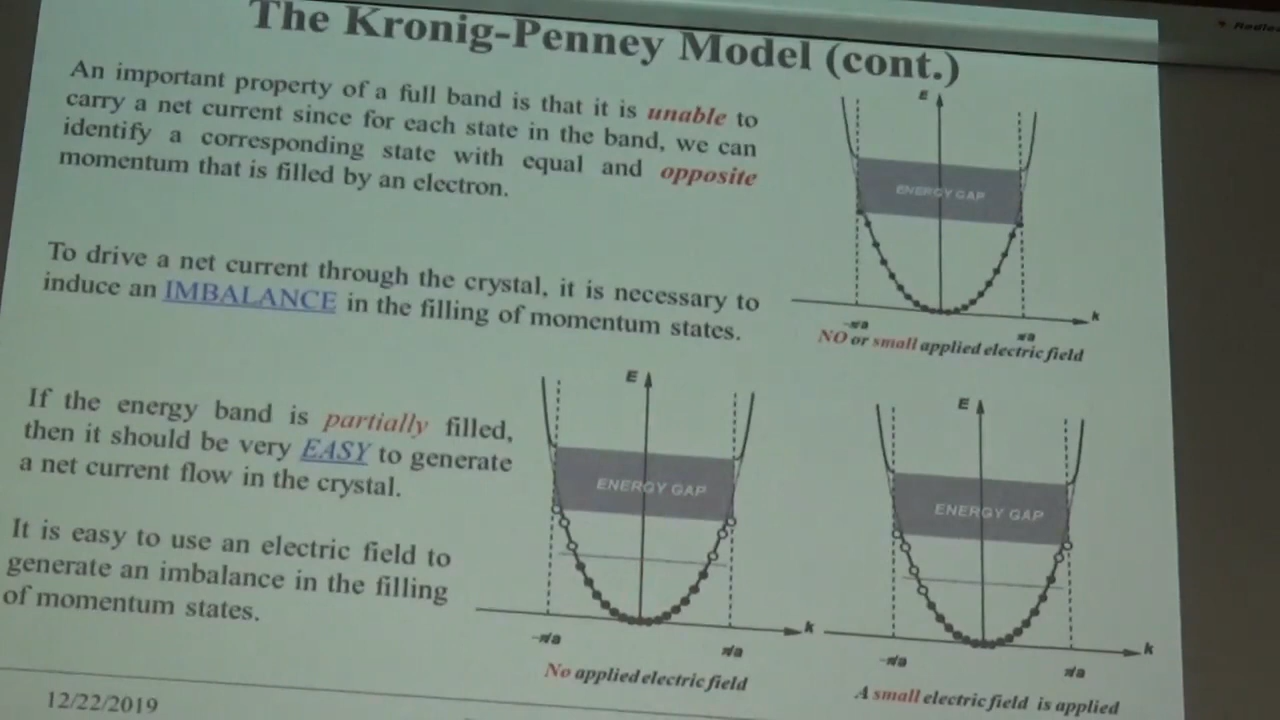 The Kronig-Penney Model (cont.)
An important property of a full band is that it is unable to
carry a net current since for each state in the band, we can
identify a corresponding state with equal and opposite
momentum that is filled by an electron.
To drive a net current through the crystal, it is necessary to
induce an IMBALANCE in the filling of momentum states.
If the energy band is partially filled,
then it should be very EASY to generate
a net current flow in the crystal.
It is easy to use an electric field to
generate an imbalance in the filling
of momentum states.
12/22/2019
E
ENERGY GAP
k
-π/a
π/a
NO or small applied electric field
E
ENERGY GAP
k
-π/a
π/a
No applied electric field
E
ENERGY GAP
k
-π/a
π/a
A small electric field is applied